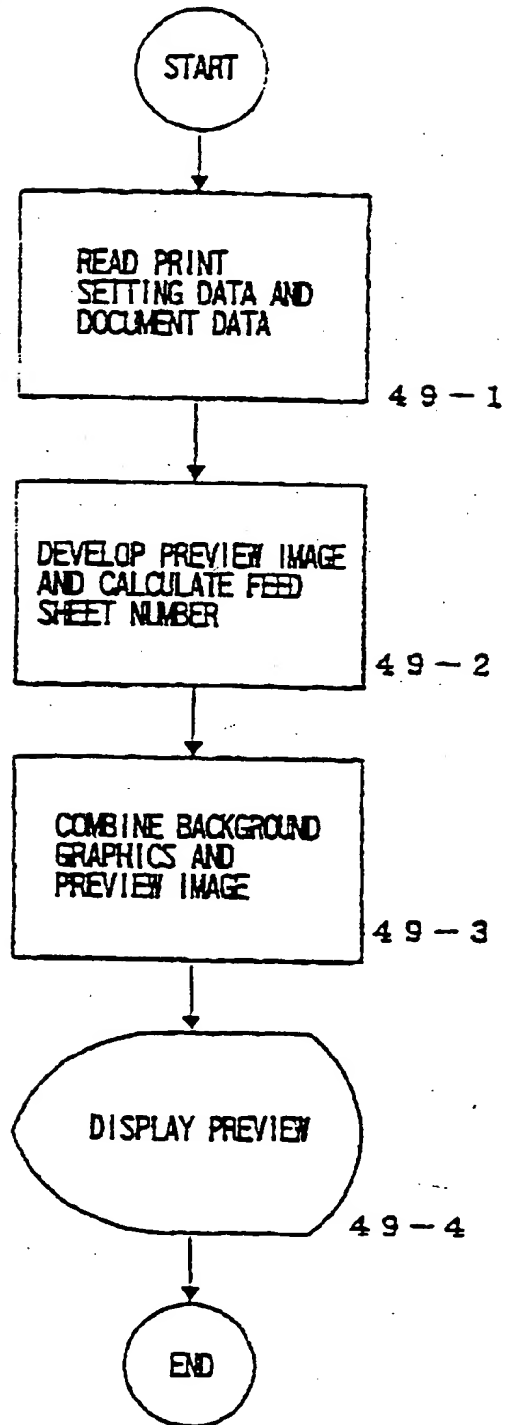 START
READ PRINT
SETTING DATA AND
DOCUMENT DATA
49-1
DEVELOP PREVIEW IMAGE
AND CALCULATE FEED
SHEET NUMBER
49-2
COMBINE BACKGROUND
GRAPHICS AND
PREVIEW IMAGE
49-3
DISPLAY PREVIEW
49-4
END